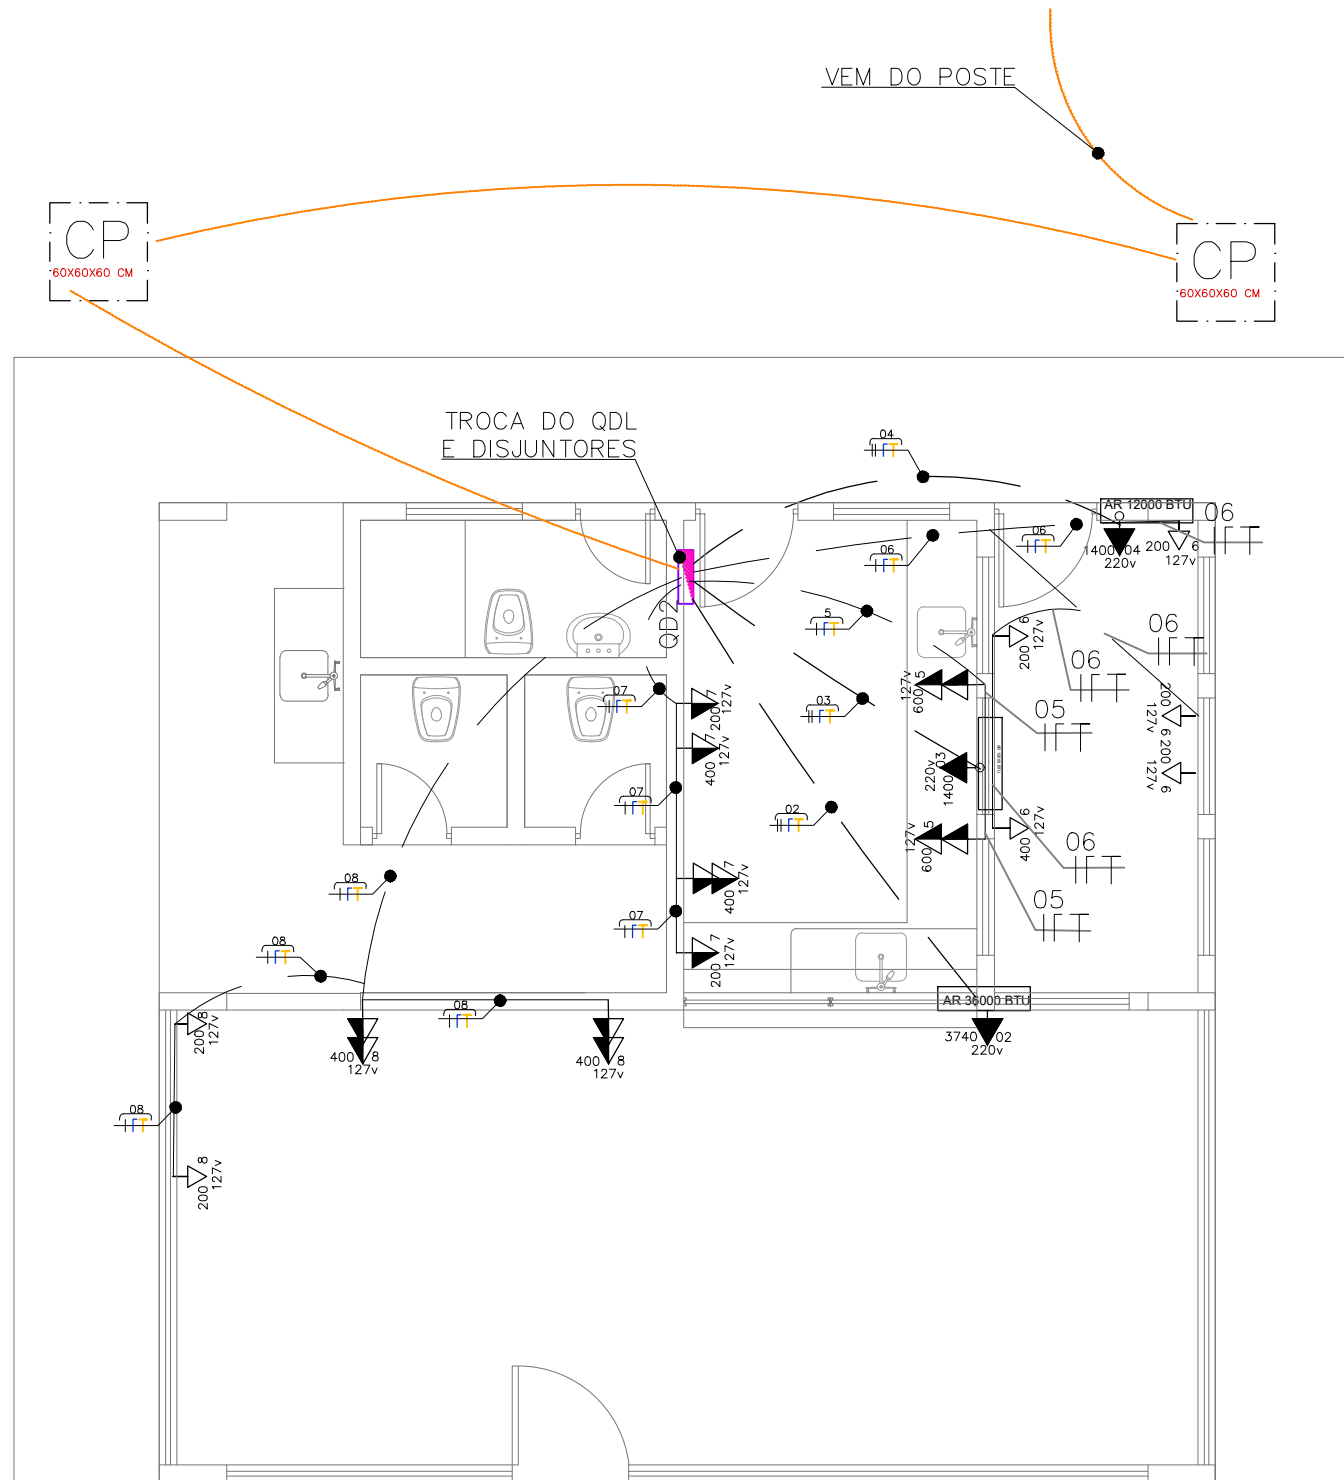 VEM DO POSTE
CP
60X60X60 CM
CP
60X60X60 CM
TROCA DO QDL
E DISJUNTORES
04
AR 12000 BTU
06
1400 04
220v
200 6
127v
06
06
5
QD2
03
02
07
200 7
127v
400 7
127v
07
400 7
127v
07
200 7
127v
127v
600 5
220v
1400 03
127v
600 5
200 6
127v
06
06
05
200 6
127v
200 6
127v
400 6
127v
06
05
08
08
08
200 8
127v
400 8
127v
400 8
127v
AR 36000 BTU
3740 02
220v
08
200 8
127v